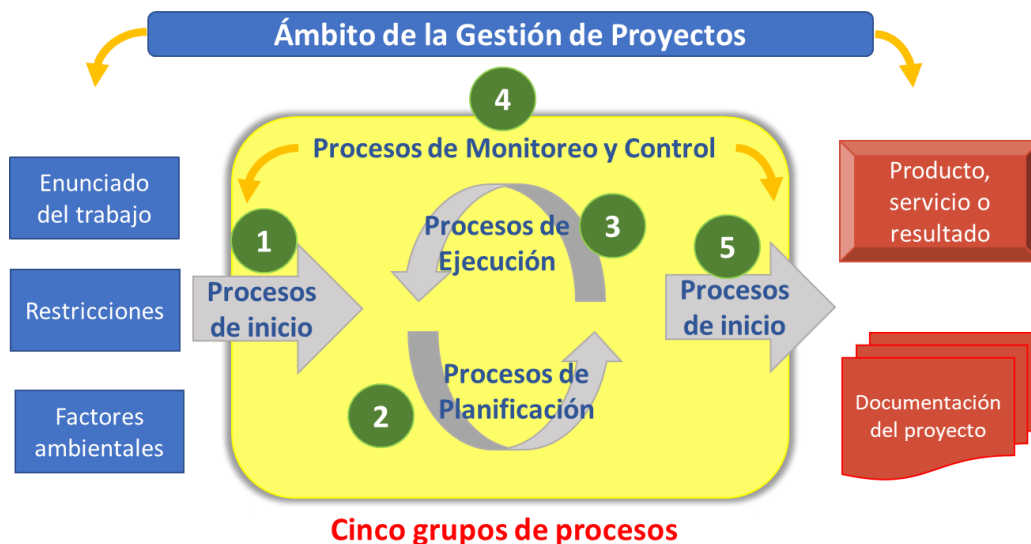 Ámbito de la Gestión de Proyectos
4
Procesos de Monitoreo y Control
Enunciado
del trabajo
Restricciones
Factores
ambientales
1
Procesos
de inicio
2
Procesos de
Planificación
3
Procesos de
Ejecución
5
Procesos
de inicio
Producto,
servicio o
resultado
Documentación
del proyecto
Cinco grupos de procesos